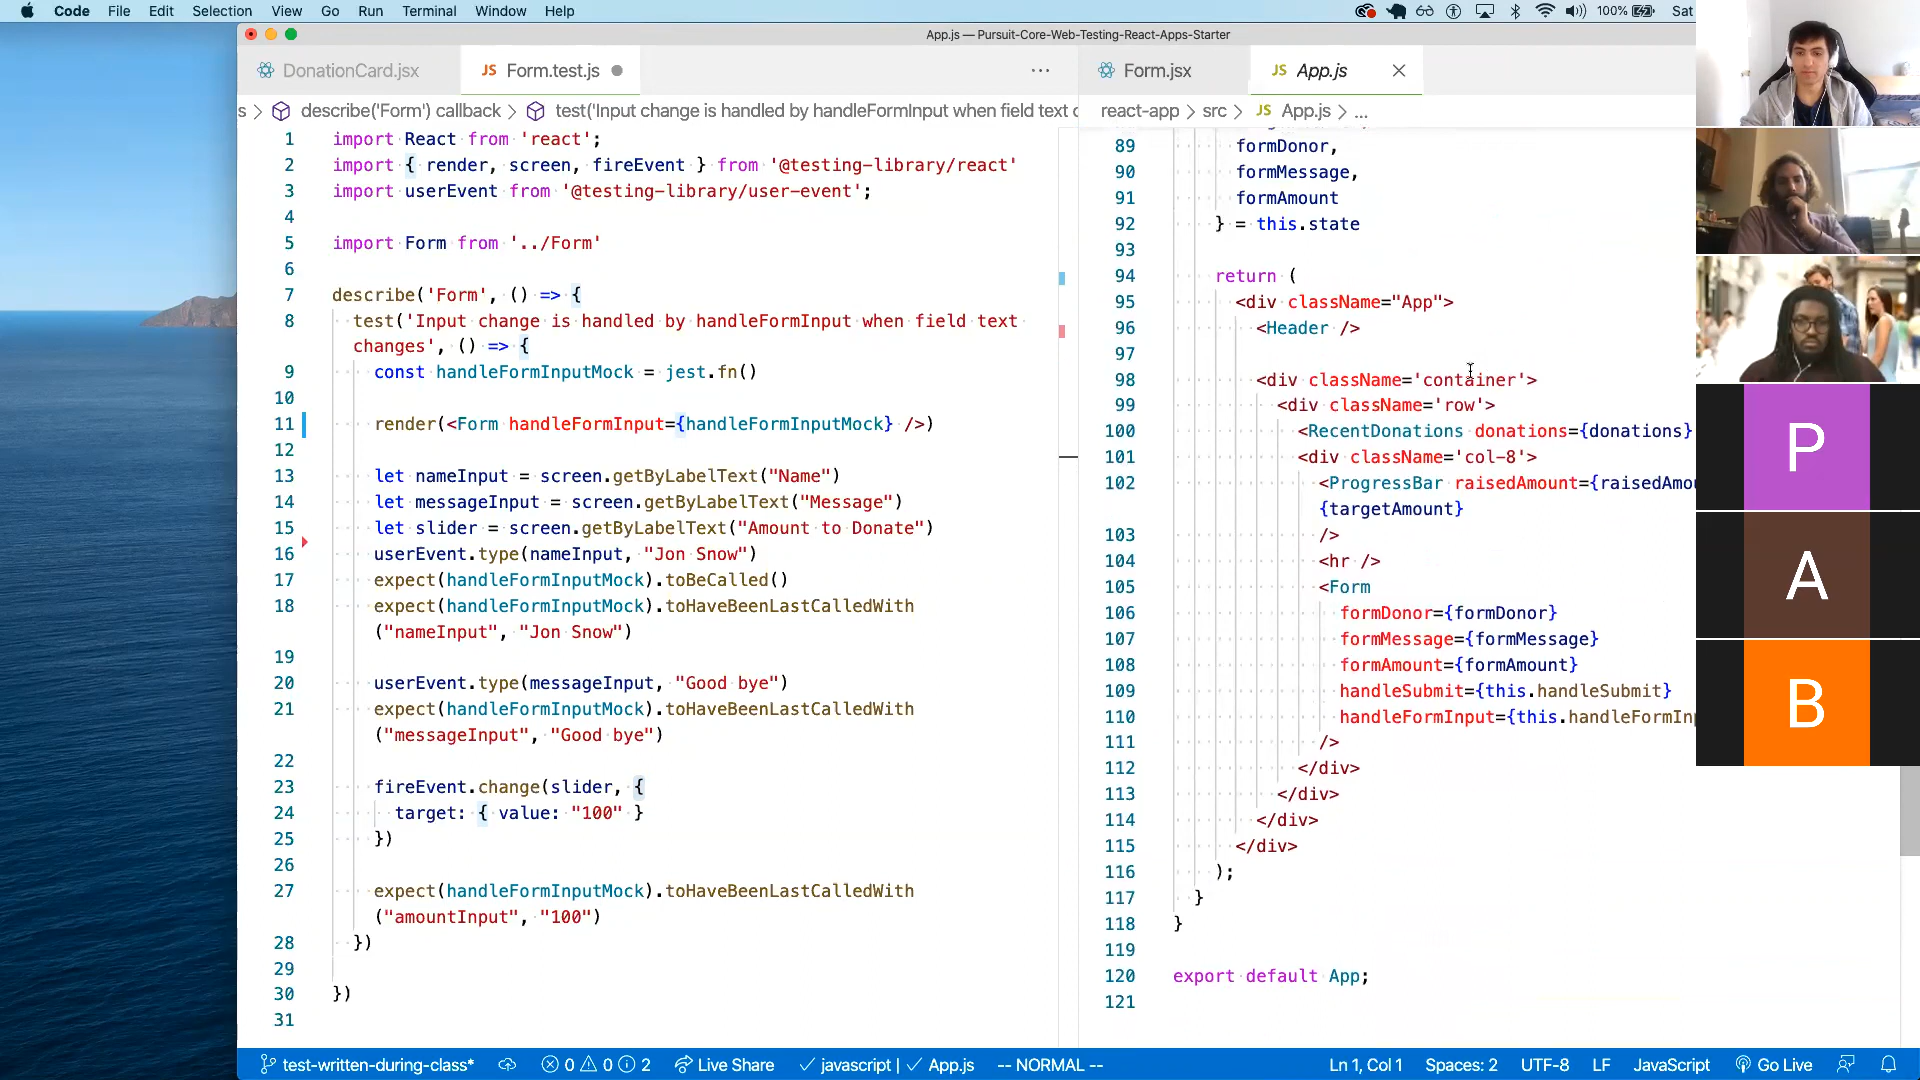 Code File Edit Selection View Go Run Terminal Window Help 100% Sat
App.js — Pursuit-Core-Web-Testing-React-Apps-Starter
DonationCard.jsx
JS Form.test.js
Form.jsx
JS App.js
s > describe('Form') callback > test('Input change is handled by handleFormInput when field text c
react-app > src > JS App.js > ...
1 import React from 'react';
2 import { render, screen, fireEvent } from '@testing-library/react'
3 import userEvent from '@testing-library/user-event';
4
5 import Form from '../Form'
6
7 describe('Form', () => {
8 test('Input change is handled by handleFormInput when field text
changes', () => {
9 const handleFormInputMock = jest.fn()
10
11 render(<Form handleFormInput={handleFormInputMock} />)
12
13 let nameInput = screen.getByLabelText("Name")
14 let messageInput = screen.getByLabelText("Message")
15 let slider = screen.getByLabelText("Amount to Donate")
16 userEvent.type(nameInput, "Jon Snow")
17 expect(handleFormInputMock).toBeCalled()
18 expect(handleFormInputMock).toHaveBeenLastCalledWith
("nameInput", "Jon Snow")
19
20 userEvent.type(messageInput, "Good bye")
21 expect(handleFormInputMock).toHaveBeenLastCalledWith
("messageInput", "Good bye")
22
23 fireEvent.change(slider, {
24 target: { value: "100" }
25 })
26
27 expect(handleFormInputMock).toHaveBeenLastCalledWith
("amountInput", "100")
28 })
29
30 })
31
89 formDonor,
90 formMessage,
91 formAmount
92 } = this.state
93
94 return (
95 <div className="App">
96 <Header />
97
98 <div className='container'>
99 <div className='row'>
100 <RecentDonations donations={donations}
101 <div className='col-8'>
102 <ProgressBar raisedAmount={raisedAmou
{targetAmount}
103 />
104 <hr />
105 <Form
106 formDonor={formDonor}
107 formMessage={formMessage}
108 formAmount={formAmount}
109 handleSubmit={this.handleSubmit}
110 handleFormInput={this.handleFormInp
111 />
112 </div>
113 </div>
114 </div>
115 </div>
116 );
117 }
118 }
119
120 export default App;
121
P
A
B
test-written-during-class* 0 0 2 Live Share javascript | App.js -- NORMAL -- Ln 1, Col 1 Spaces: 2 UTF-8 LF JavaScript Go Live